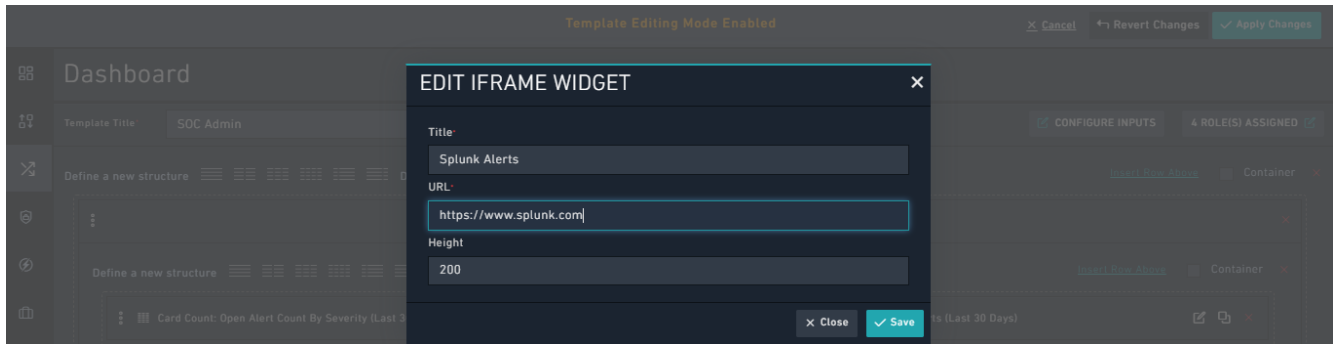 Template Editing Mode Enabled
Cancel
Revert Changes
Apply Changes
Dashboard
EDIT IFRAME WIDGET
Template Title
SOC Admin
CONFIGURE INPUTS
4 ROLE(S) ASSIGNED
Title
Splunk Alerts
Define a new structure
Insert Row Above
Container
URL
https://www.splunk.com
Height
200
Define a new structure
Insert Row Above
Container
Card Count: Open Alert Count By Severity (Last 3
rts (Last 30 Days)
Close
Save